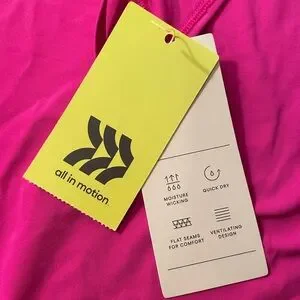 all in motion.
MOISTURE
WICKING
QUICK DRY
FLAT SEAMS
FOR COMFORT
VENTILATING
DESIGN